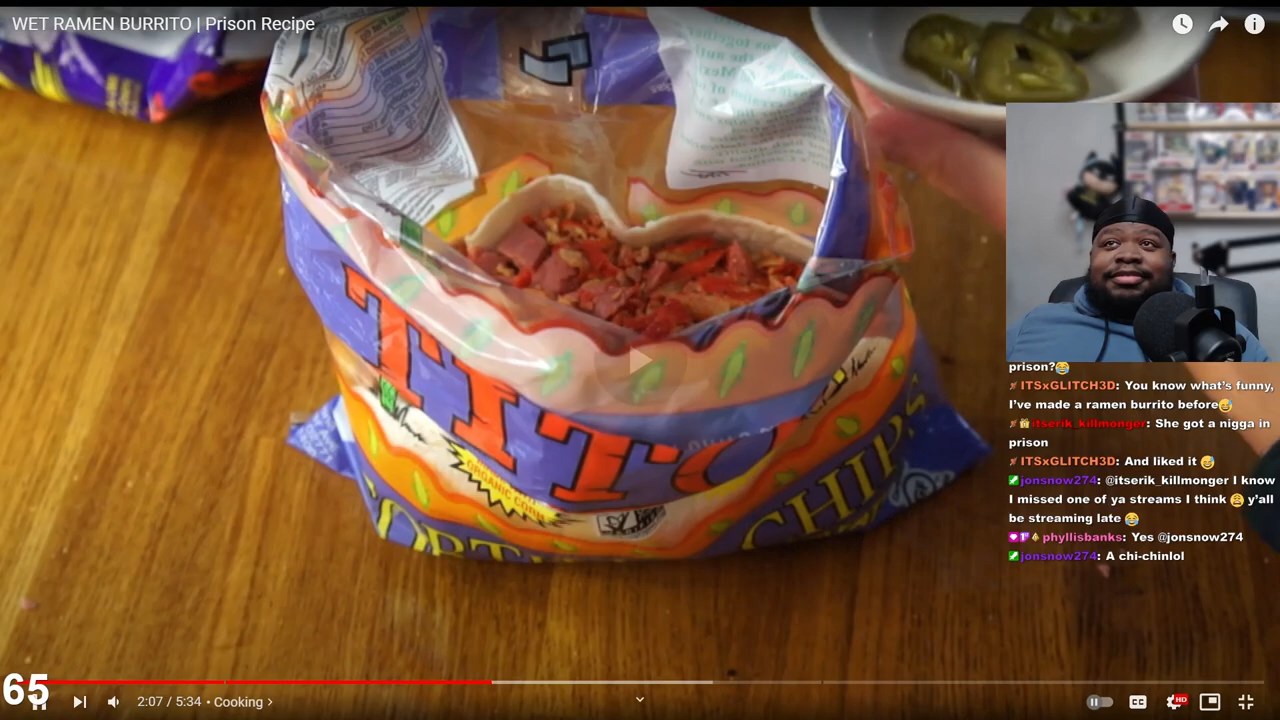 WET RAMEN BURRITO | Prison Recipe
TITO
ORGANIC CORN
CHIPS
prison?😂
ITSxGLITCH3D: You know what's funny,
I've made a ramen burrito before😅
itserik_killmonger: She got a nigga in
prison
ITSxGLITCH3D: And liked it 😅
jonsnow274: @itserik_killmonger I know
I missed one of ya streams I think 😩 y'all
be streaming late 😂
phyllisbanks: Yes @jonsnow274
jonsnow274: A chi-chinlol
65
2:07 / 5:34 • Cooking >
CC
HD